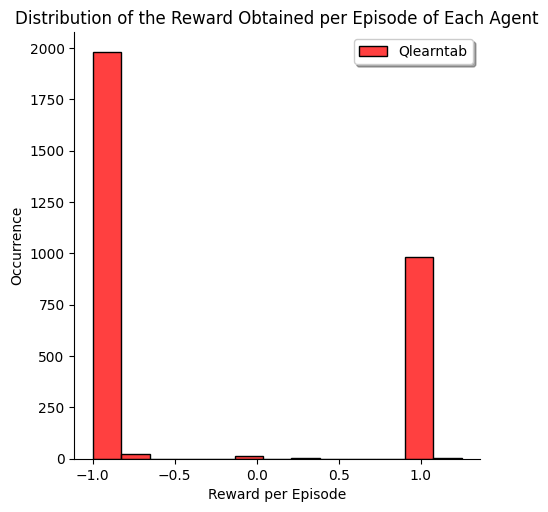 Distribution of the Reward Obtained per Episode of Each Agent
Qlearntab
Occurrence
2000
1750
1500
1250
1000
750
500
250
0
−1.0 −0.5 0.0 0.5 1.0
Reward per Episode